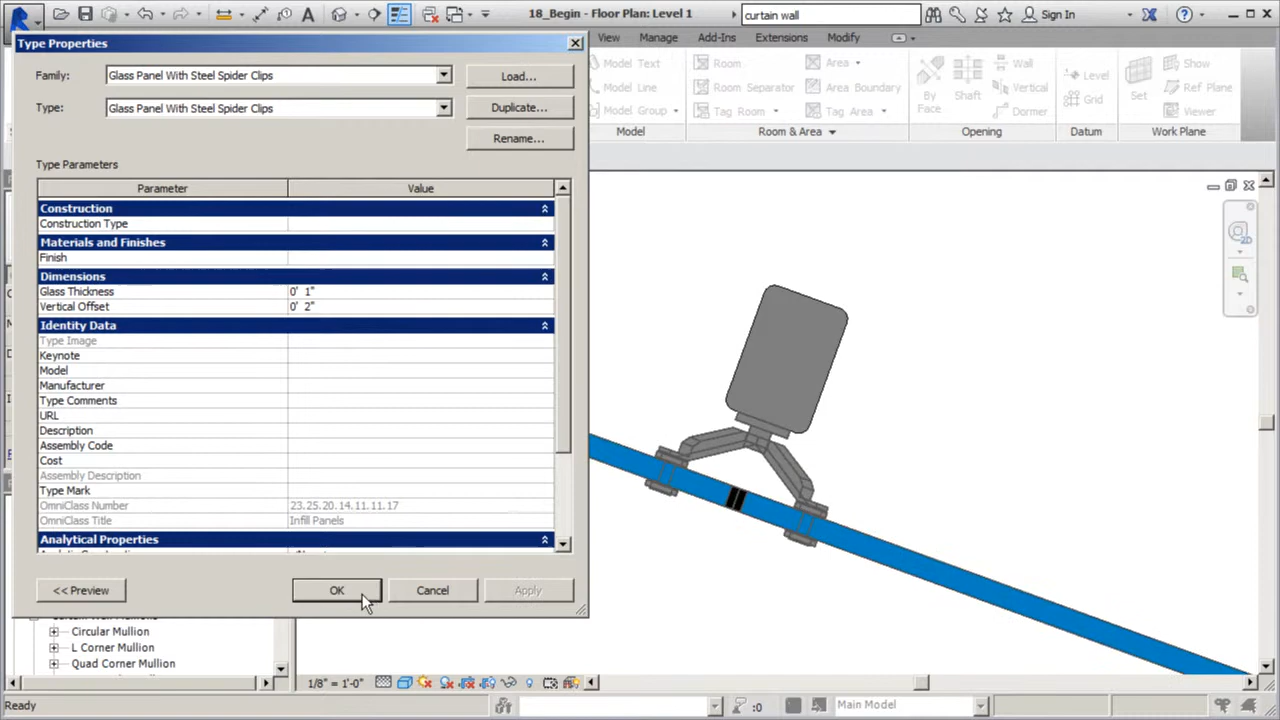 18_Begin - Floor Plan: Level 1
curtain wall
Sign In
Type Properties
View
Manage
Add-Ins
Extensions
Modify
Family:
Glass Panel With Steel Spider Clips
Load...
Type:
Glass Panel With Steel Spider Clips
Duplicate...
Rename...
Model Text
Model Line
Model Group
Model
Room
Room Separator
Tag Room
Area
Area Boundary
Tag Area
Room & Area
By
Face
Shaft
Wall
Vertical
Dormer
Opening
Level
Grid
Datum
Set
Show
Ref Plane
Viewer
Work Plane
Type Parameters
Parameter
Value
Construction
Construction Type
Materials and Finishes
Finish
Dimensions
Glass Thickness
0' 1"
Vertical Offset
0' 2"
Identity Data
Type Image
Keynote
Model
Manufacturer
Type Comments
URL
Description
Assembly Code
Cost
Assembly Description
Type Mark
OmniClass Number
23.25.20.14.11.11.17
OmniClass Title
Infill Panels
Analytical Properties
<< Preview
OK
Cancel
Apply
2D
Circular Mullion
L Corner Mullion
Quad Corner Mullion
1/8" = 1'-0"
Ready
:0
Main Model